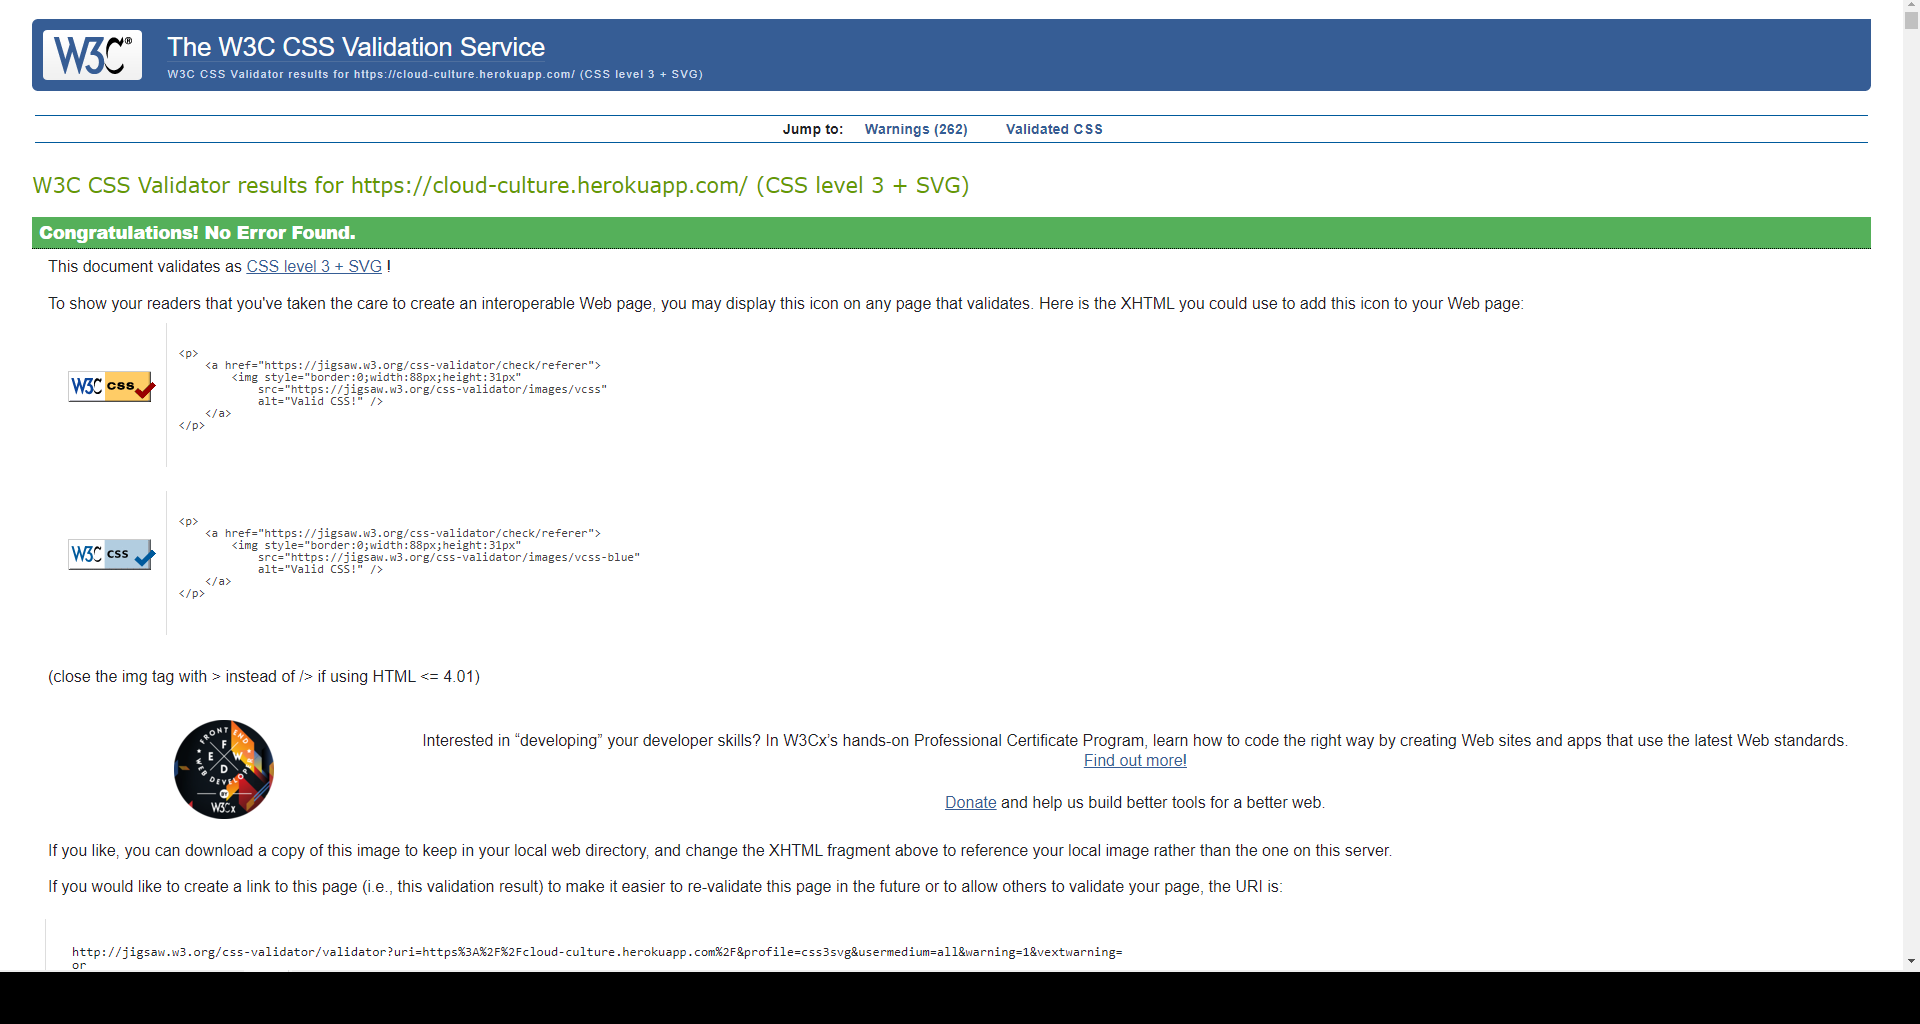 W3C®
The W3C CSS Validation Service
W3C CSS Validator results for https://cloud-culture.herokuapp.com/ (CSS level 3 + SVG)
Jump to: Warnings (262) Validated CSS
W3C CSS Validator results for https://cloud-culture.herokuapp.com/ (CSS level 3 + SVG)
Congratulations! No Error Found.
This document validates as CSS level 3 + SVG !
To show your readers that you've taken the care to create an interoperable Web page, you may display this icon on any page that validates. Here is the XHTML you could use to add this icon to your Web page:
W3C css
<p>
<a href="https://jigsaw.w3.org/css-validator/check/referer">
<img style="border:0;width:88px;height:31px"
src="https://jigsaw.w3.org/css-validator/images/vcss"
alt="Valid CSS!" />
</a>
</p>
W3C css
<p>
<a href="https://jigsaw.w3.org/css-validator/check/referer">
<img style="border:0;width:88px;height:31px"
src="https://jigsaw.w3.org/css-validator/images/vcss-blue"
alt="Valid CSS!" />
</a>
</p>
(close the img tag with > instead of /> if using HTML <= 4.01)
FRONT END
F
E W
D
WEB DEVELOPER
BY
W3Cx
Interested in “developing” your developer skills? In W3Cx’s hands-on Professional Certificate Program, learn how to code the right way by creating Web sites and apps that use the latest Web standards.
Find out more!
Donate and help us build better tools for a better web.
If you like, you can download a copy of this image to keep in your local web directory, and change the XHTML fragment above to reference your local image rather than the one on this server.
If you would like to create a link to this page (i.e., this validation result) to make it easier to re-validate this page in the future or to allow others to validate your page, the URI is:
http://jigsaw.w3.org/css-validator/validator?uri=https%3A%2F%2Fcloud-culture.herokuapp.com%2F&profile=css3svg&usermedium=all&warning=1&vextwarning=
or